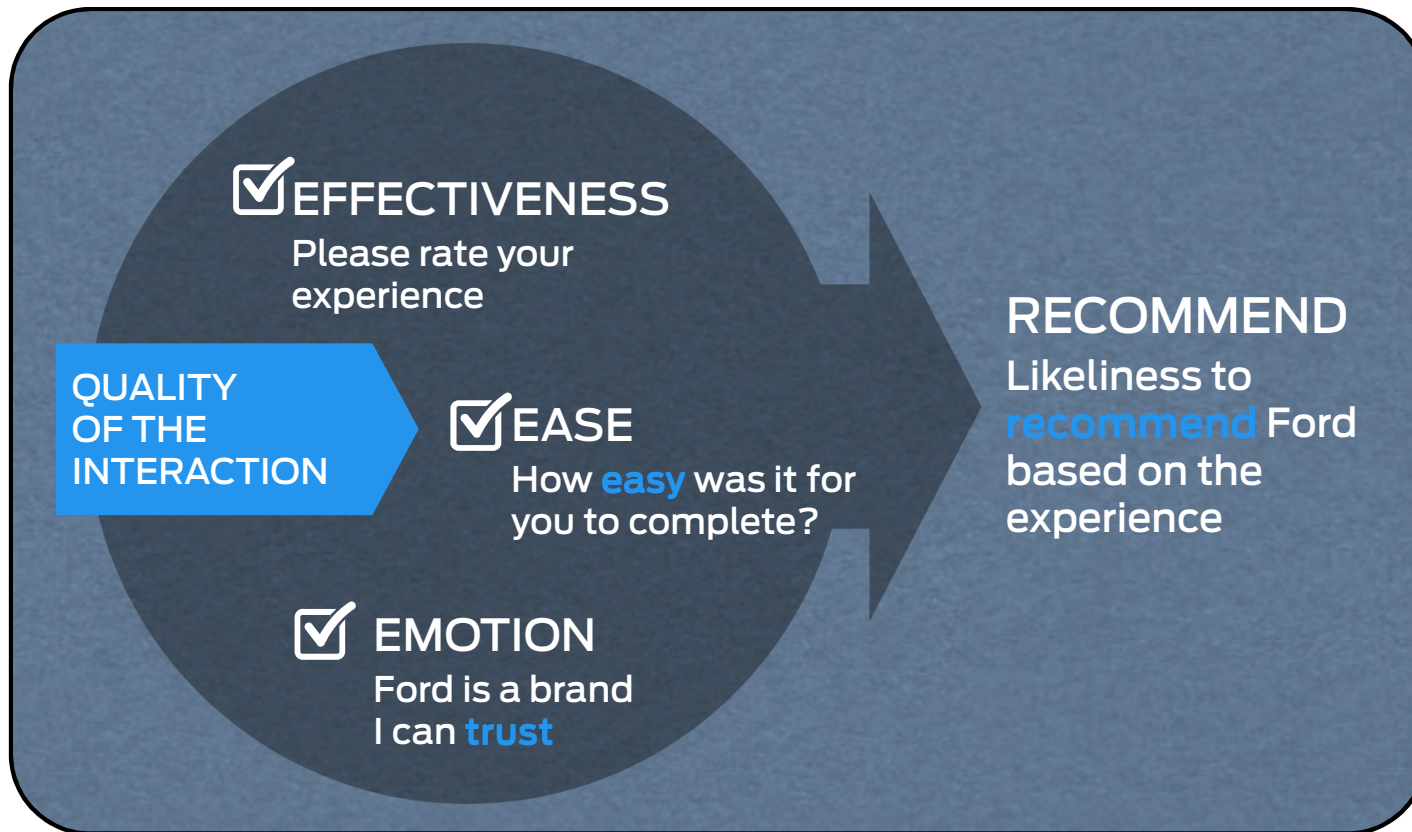 EFFECTIVENESS
Please rate your
experience
QUALITY
OF THE
INTERACTION
EASE
How easy was it for
you to complete?
EMOTION
Ford is a brand
I can trust
RECOMMEND
Likeliness to
recommend Ford
based on the
experience